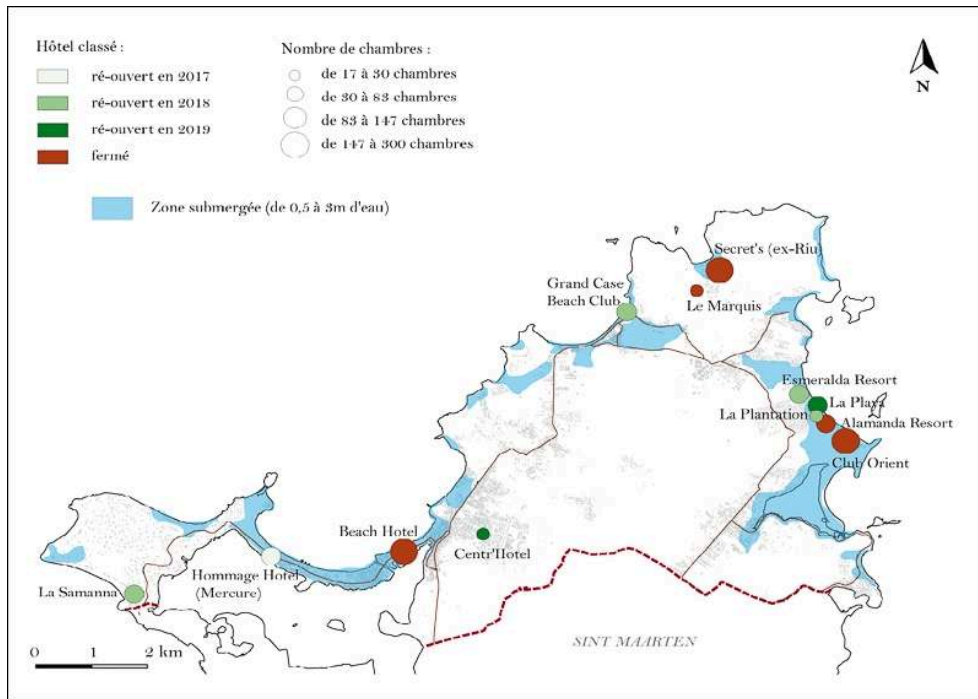 Hôtel classé :
ré-ouvert en 2017
ré-ouvert en 2018
ré-ouvert en 2019
fermé
Nombre de chambres :
de 17 à 30 chambres
de 30 à 83 chambres
de 83 à 147 chambres
de 147 à 300 chambres
N
Zone submergée (de 0,5 à 3m d'eau)
Secret's (ex-Riu)
Grand Case
Beach Club
Le Marquis
Esmeralda Resort
La Playa
La Plantation
Alamanda Resort
Club Orient
Beach Hotel
Centr'Hotel
Hommage Hotel
(Mercure)
La Samanna
SINT MAARTEN
0 1 2 km